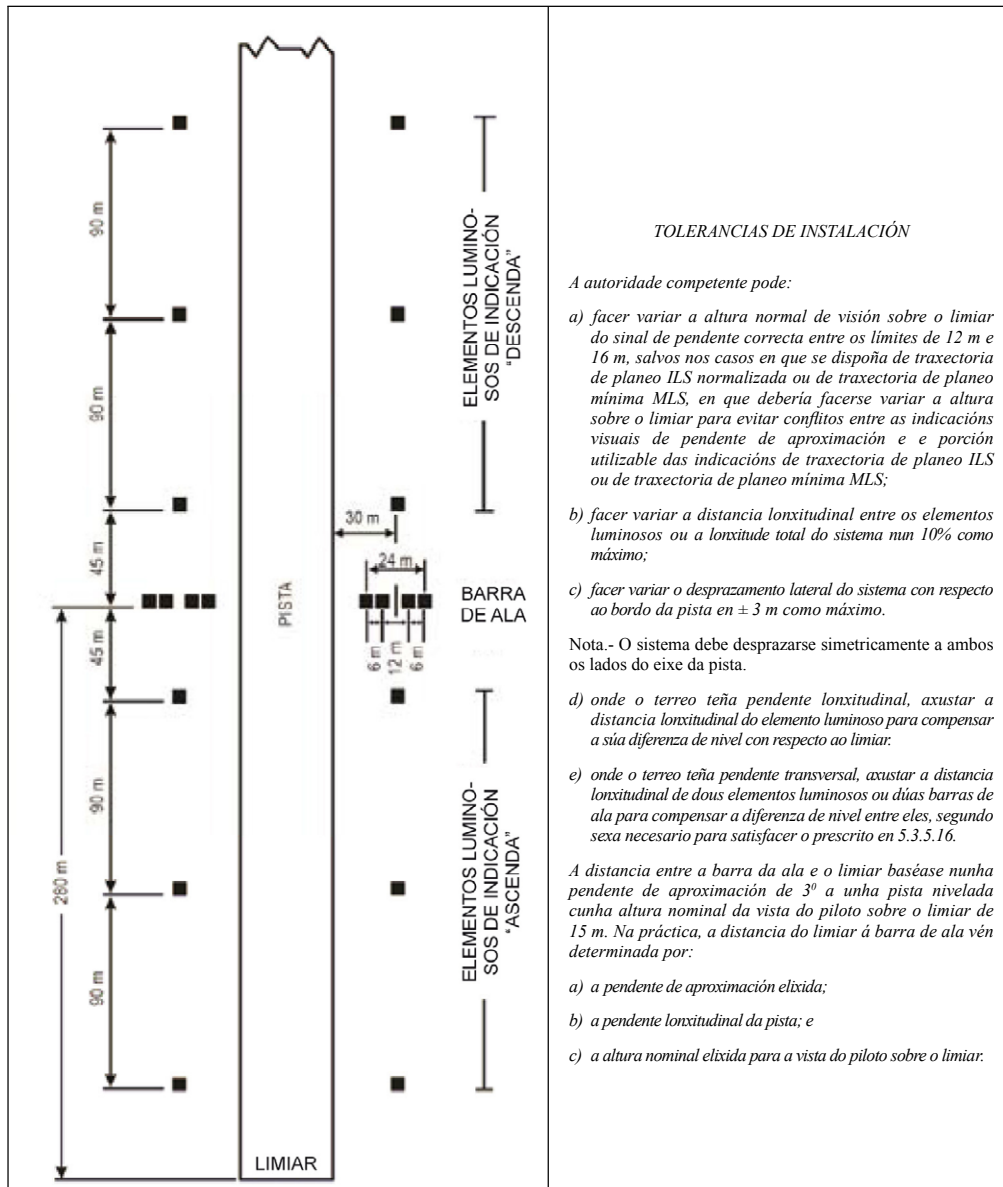 90 m
90 m
45 m
45 m
90 m
90 m
280 m
PISTA
LIMIAR
30 m
24 m
6 m
12 m
6 m
ELEMENTOS LUMINO-
SOS DE INDICACIÓN
"DESCENDA"
BARRA
DE ALA
ELEMENTOS LUMINO-
SOS DE INDICACIÓN
"ASCENDA"
TOLERANCIAS DE INSTALACIÓN
A autoridade competente pode:
a) facer variar a altura normal de visión sobre o limiar
do sinal de pendente correcta entre os límites de 12 m e
16 m, salvos nos casos en que se dispoña de traxectoria
de planeo ILS normalizada ou de traxectoria de planeo
mínima MLS, en que debería facerse variar a altura
sobre o limiar para evitar conflitos entre as indicacións
visuais de pendente de aproximación e e porción
utilizable das indicacións de traxectoria de planeo ILS
ou de traxectoria de planeo mínima MLS;
b) facer variar a distancia lonxitudinal entre os elementos
luminosos ou a lonxitude total do sistema nun 10% como
máximo;
c) facer variar o desprazamento lateral do sistema con respecto
ao bordo da pista en ± 3 m como máximo.
Nota.- O sistema debe desprazarse simetricamente a ambos
os lados do eixe da pista.
d) onde o terreo teña pendente lonxitudinal, axustar a
distancia lonxitudinal do elemento luminoso para compensar
a súa diferenza de nivel con respecto ao limiar.
e) onde o terreo teña pendente transversal, axustar a distancia
lonxitudinal de dous elementos luminosos ou dúas barras de
ala para compensar a diferenza de nivel entre eles, segundo
sexa necesario para satisfacer o prescrito en 5.3.5.16.
A distancia entre a barra da ala e o limiar baséase nunha
pendente de aproximación de 3⁰ a unha pista nivelada
cunha altura nominal da vista do piloto sobre o limiar de
15 m. Na práctica, a distancia do limiar á barra de ala vén
determinada por:
a) a pendente de aproximación elixida;
b) a pendente lonxitudinal da pista; e
c) a altura nominal elixida para a vista do piloto sobre o limiar.